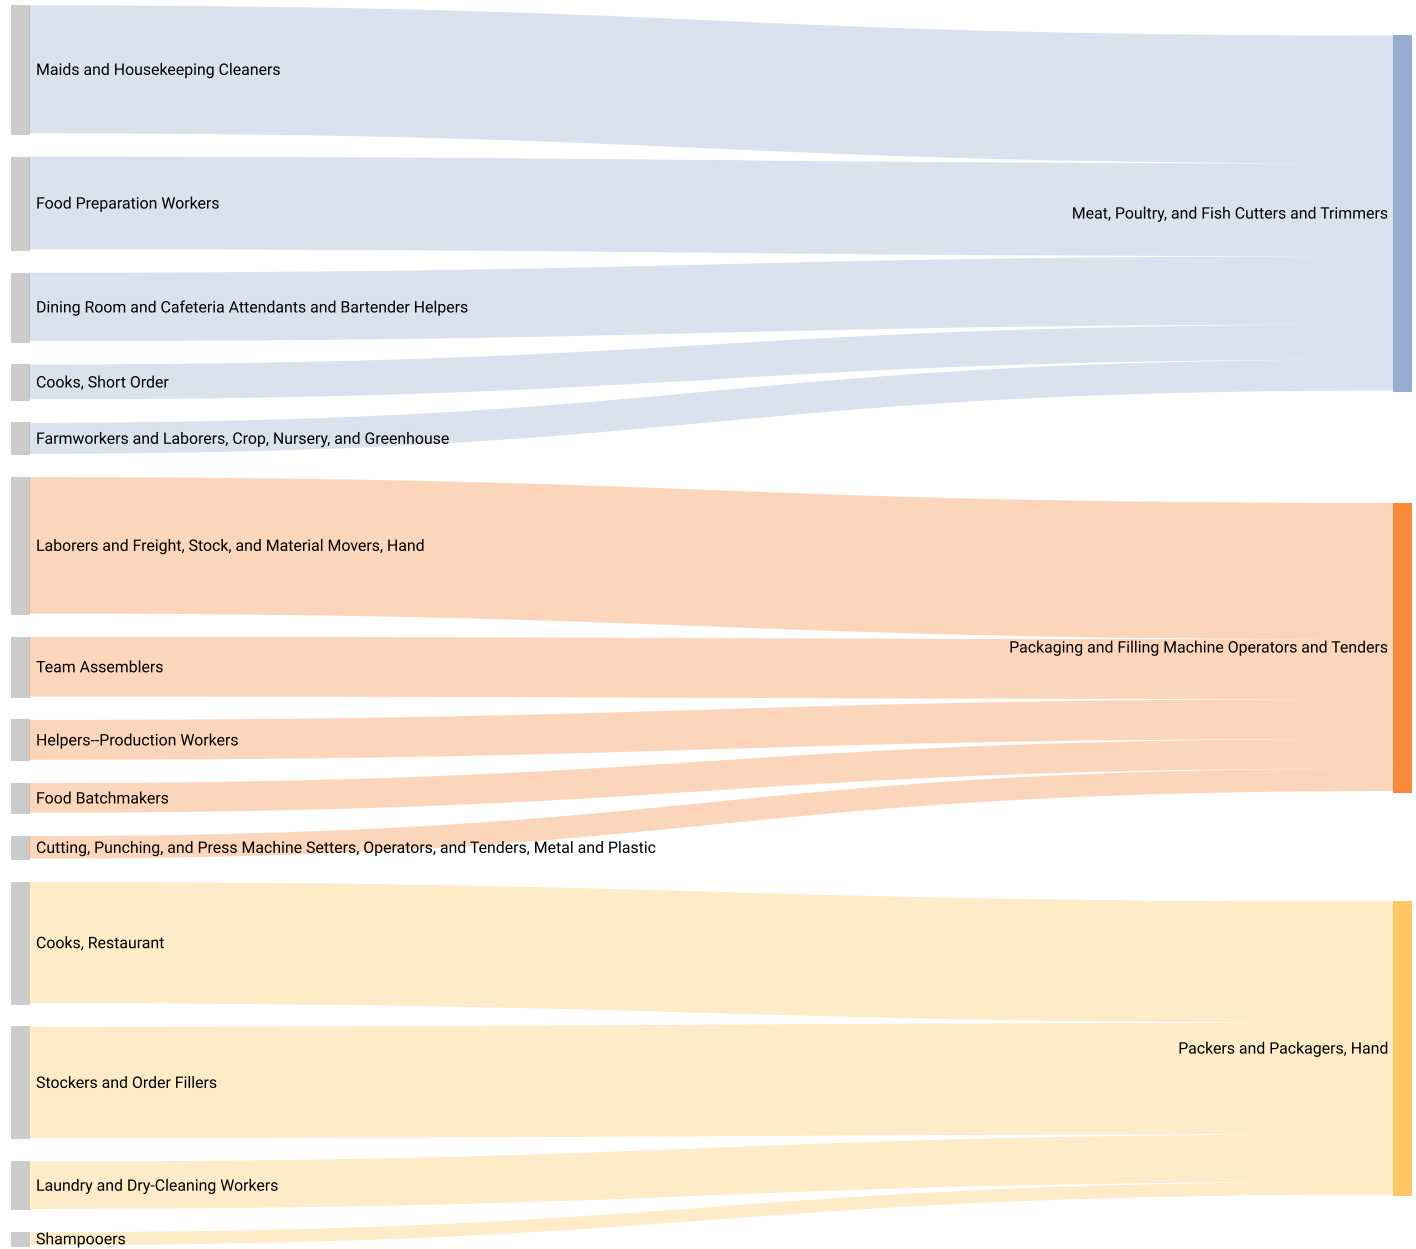 Maids and Housekeeping Cleaners
Food Preparation Workers
Meat, Poultry, and Fish Cutters and Trimmers
Dining Room and Cafeteria Attendants and Bartender Helpers
Cooks, Short Order
Farmworkers and Laborers, Crop, Nursery, and Greenhouse
Laborers and Freight, Stock, and Material Movers, Hand
Packaging and Filling Machine Operators and Tenders
Team Assemblers
Helpers--Production Workers
Food Batchmakers
Cutting, Punching, and Press Machine Setters, Operators, and Tenders, Metal and Plastic
Cooks, Restaurant
Packers and Packagers, Hand
Stockers and Order Fillers
Laundry and Dry-Cleaning Workers
Shampooers